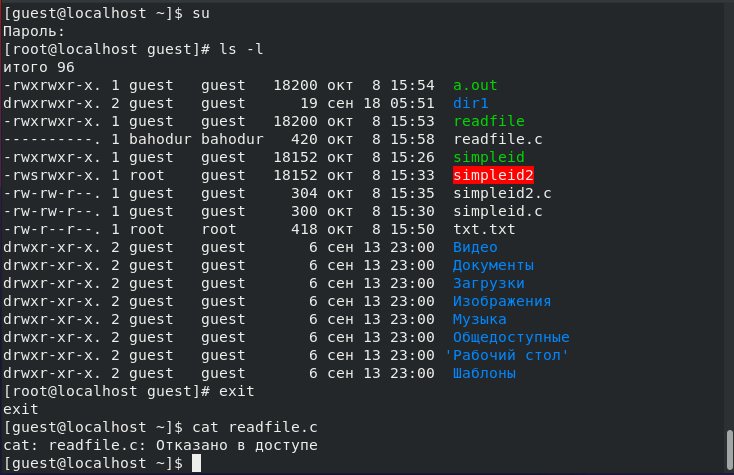 [guest@localhost ~]$ su
Пароль:
[root@localhost guest]# ls -l
итого 96
-rwxrwxr-x. 1 guest   guest   18200 окт  8 15:54  a.out
drwxrwxr-x. 2 guest   guest      19 сен 18 05:51  dir1
-rwxrwxr-x. 1 guest   guest   18200 окт  8 15:53  readfile
----------. 1 bahodur bahodur   420 окт  8 15:58  readfile.c
-rwxrwxr-x. 1 guest   guest   18152 окт  8 15:26  simpleid
-rwsrwxr-x. 1 root    guest   18152 окт  8 15:33  simpleid2
-rw-rw-r--. 1 guest   guest     304 окт  8 15:35  simpleid2.c
-rw-rw-r--. 1 guest   guest     300 окт  8 15:30  simpleid.c
-rw-r--r--. 1 root    root      418 окт  8 15:50  txt.txt
drwxr-xr-x. 2 guest   guest       6 сен 13 23:00  Видео
drwxr-xr-x. 2 guest   guest       6 сен 13 23:00  Документы
drwxr-xr-x. 2 guest   guest       6 сен 13 23:00  Загрузки
drwxr-xr-x. 2 guest   guest       6 сен 13 23:00  Изображения
drwxr-xr-x. 2 guest   guest       6 сен 13 23:00  Музыка
drwxr-xr-x. 2 guest   guest       6 сен 13 23:00  Общедоступные
drwxr-xr-x. 2 guest   guest       6 сен 13 23:00 'Рабочий стол'
drwxr-xr-x. 2 guest   guest       6 сен 13 23:00  Шаблоны
[root@localhost guest]# exit
exit
[guest@localhost ~]$ cat readfile.c
cat: readfile.c: Отказано в доступе
[guest@localhost ~]$